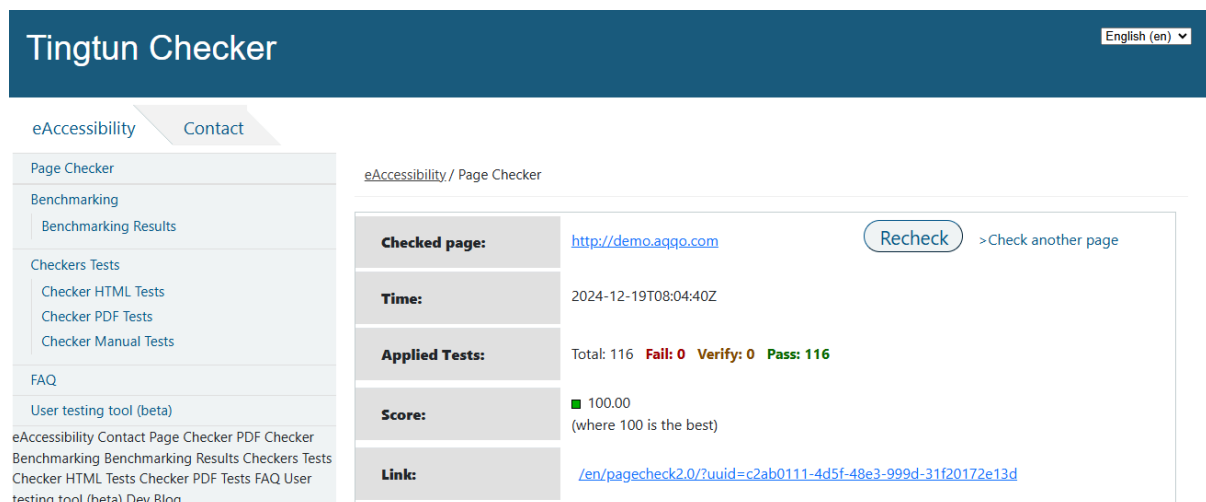 Tingtun Checker
English (en)
eAccessibility
Contact
Page Checker
Benchmarking
Benchmarking Results
Checkers Tests
Checker HTML Tests
Checker PDF Tests
Checker Manual Tests
FAQ
User testing tool (beta)
eAccessibility Contact Page Checker PDF Checker
Benchmarking Benchmarking Results Checkers Tests
Checker HTML Tests Checker PDF Tests FAQ User
testing tool (beta) Dev Blog
eAccessibility / Page Checker
Checked page: http://demo.aqqo.com Recheck >Check another page
Time: 2024-12-19T08:04:40Z
Applied Tests: Total: 116 Fail: 0 Verify: 0 Pass: 116
Score: 100.00
(where 100 is the best)
Link: /en/pagecheck2.0/?uuid=c2ab0111-4d5f-48e3-999d-31f20172e13d